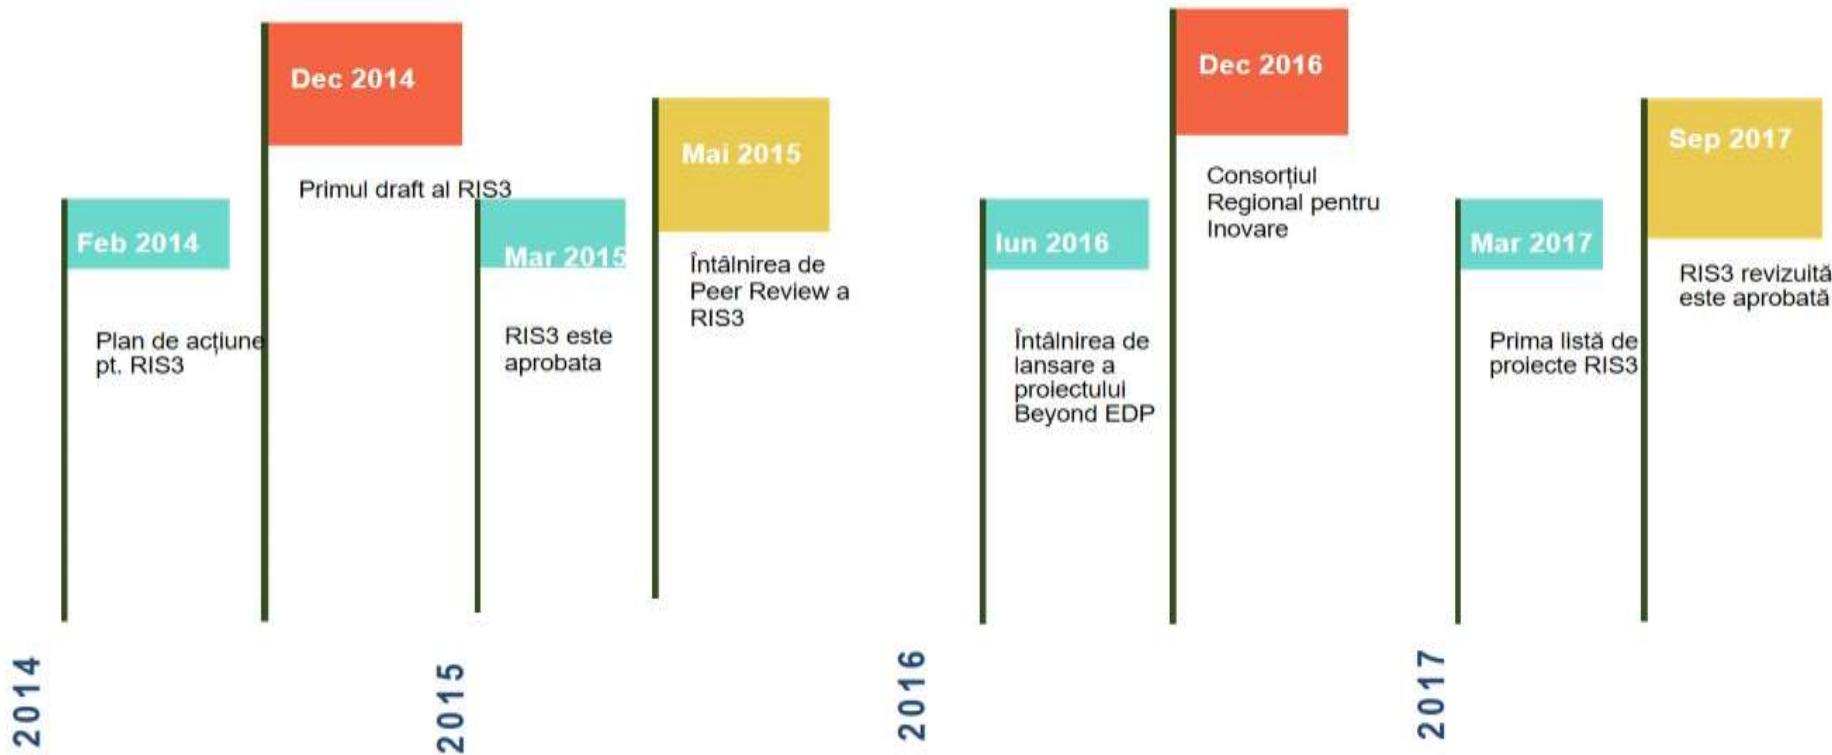 Feb 2014
Plan de acțiune
pt. RIS3
Dec 2014
Primul draft al RIS3
Mar 2015
RIS3 este
aprobata
Mai 2015
Întâlnirea de
Peer Review a
RIS3
Iun 2016
Întâlnirea de
lansare a
proiectului
Beyond EDP
Dec 2016
Consorțiul
Regional pentru
Inovare
Mar 2017
Prima listă de
proiecte RIS3
Sep 2017
RIS3 revizuită
este aprobată
2014
2015
2016
2017